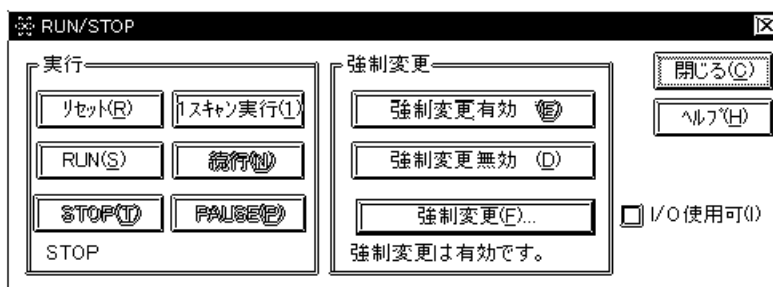 RUN/STOP
実行
リセット(R) 1スキャン実行(1)
RUN(S) 続行(N)
STOP(T) PAUSE(P)
STOP
強制変更
強制変更有効 (E)
強制変更無効 (D)
強制変更(F)...
強制変更は有効です。
閉じる(C)
ヘルプ(H)
I/O使用可(I)